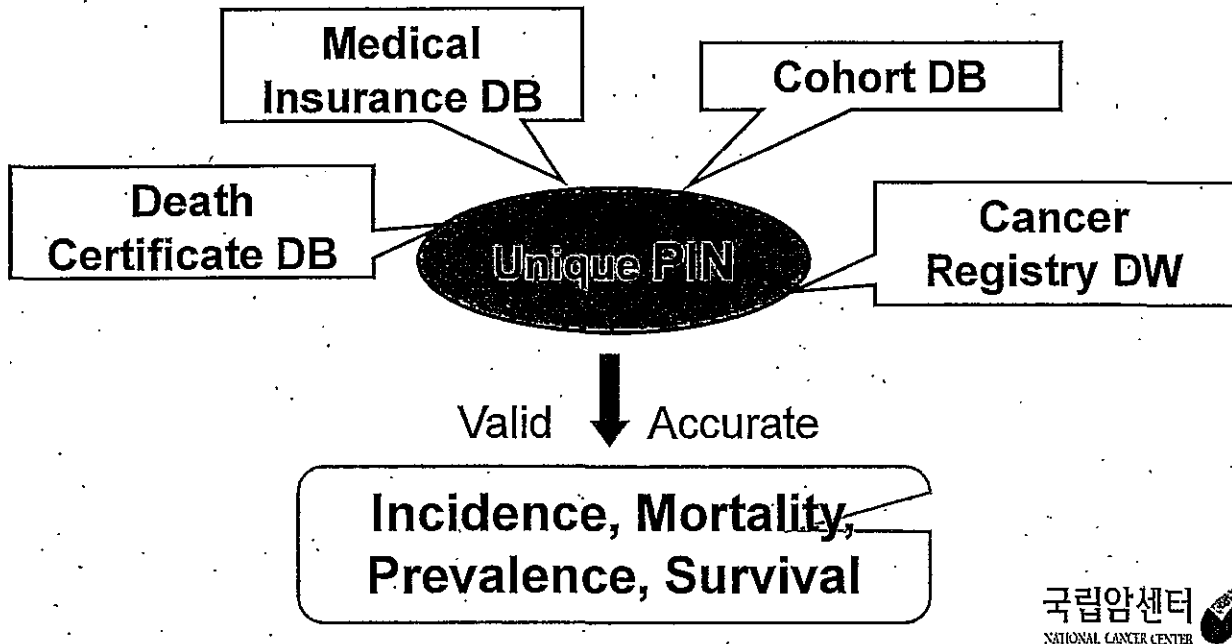 Medical
Insurance DB
Cohort DB
Death
Certificate DB
Unique PIN
Cancer
Registry DW
Valid
Accurate
Incidence, Mortality,
Prevalence, Survival
국립암센터
NATIONAL CANCER CENTER